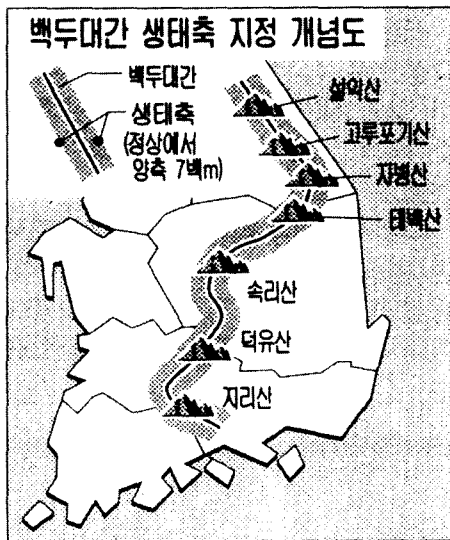 백두대간 생태축 지정 개념도
백두대간
생태축
(정상에서
양측 7백m)
설악산
고루포기산
자병산
태백산
속리산
덕유산
지리산